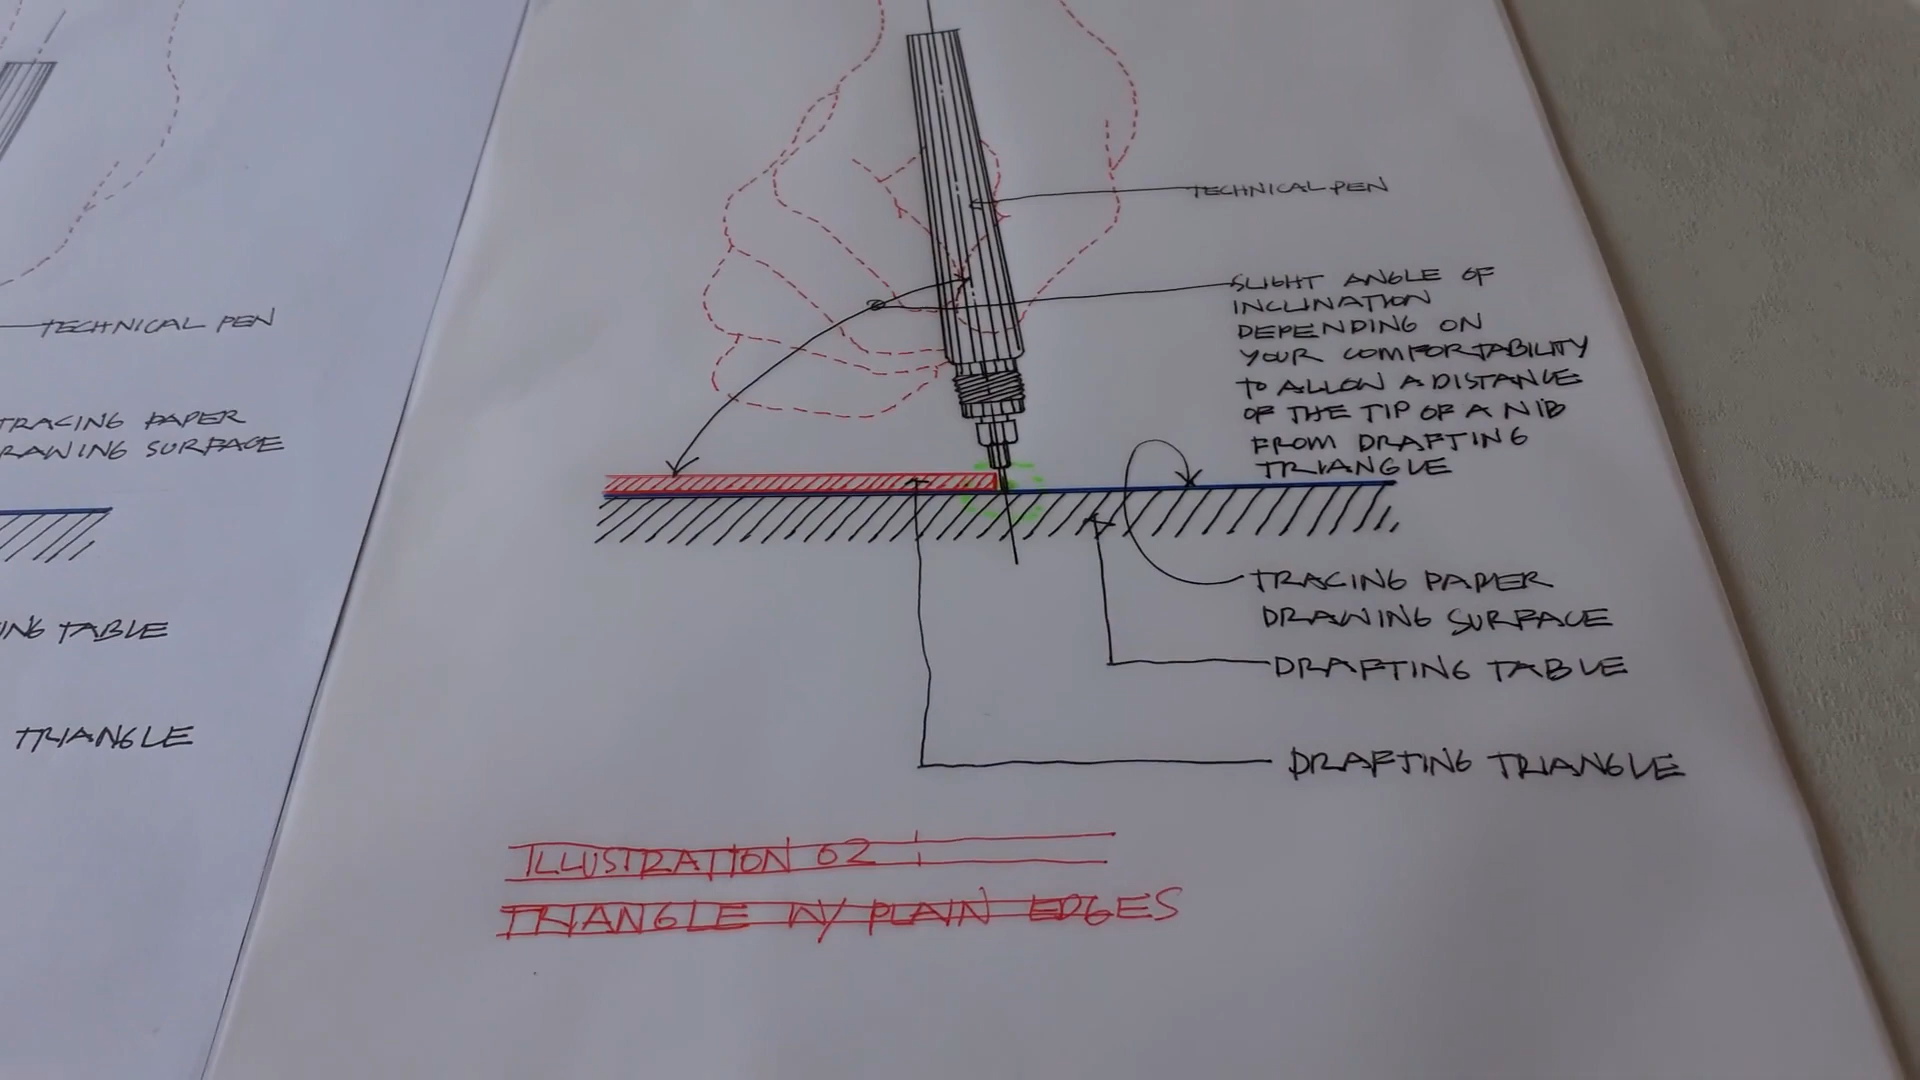 TECHNICAL PEN
TRACING PAPER
RAWING SURFACE
ING TABLE
TRIANGLE
TECHNICAL PEN
SLIGHT ANGLE OF
INCLINATION
DEPENDING ON
YOUR COMFORTABILITY
TO ALLOW A DISTANCE
OF THE TIP OF A NIB
FROM DRAFTING
TRIANGLE
TRACING PAPER
DRAWING SURFACE
DRAFTING TABLE
DRAFTING TRIANGLE
ILLUSTRATION 02
TRIANGLE W/ PLAIN EDGES